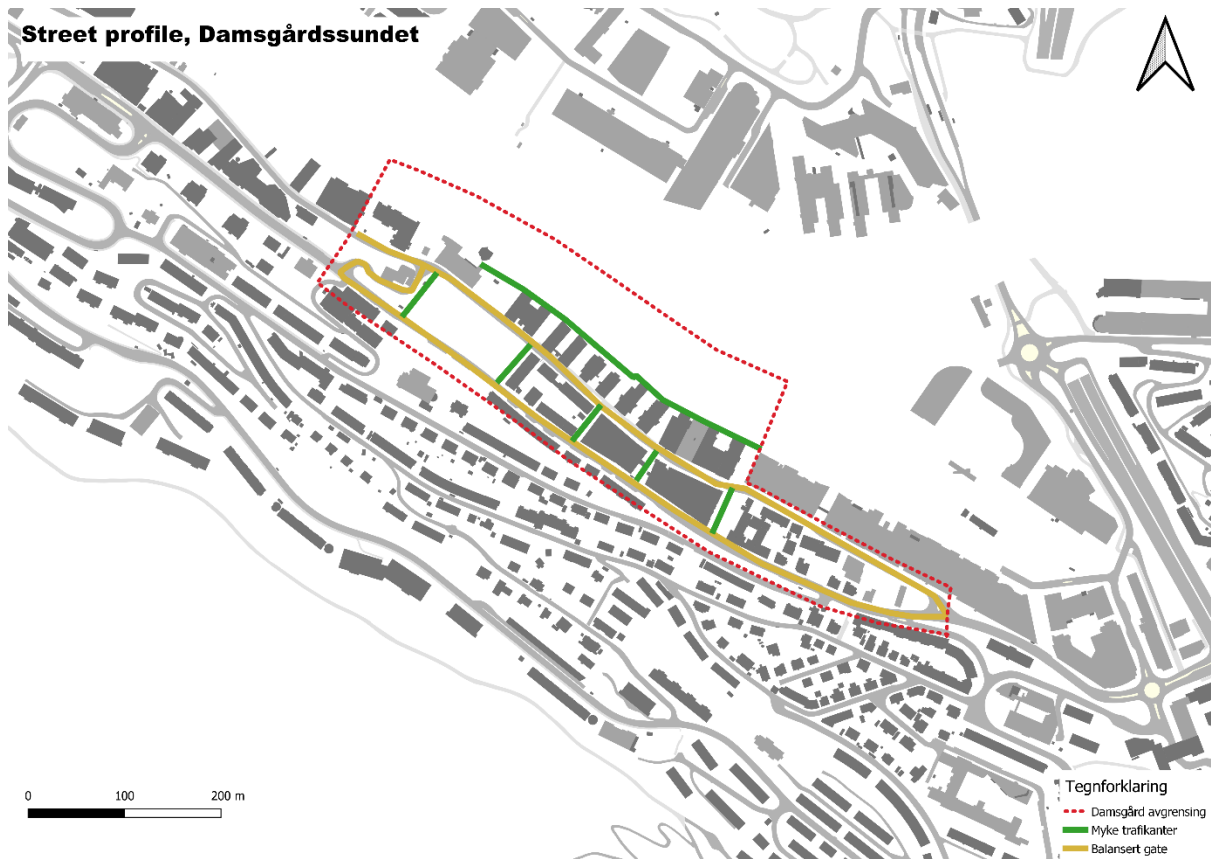 Street profile, Damsgårdssundet
0 100 200 m
Tegnforklaring
Damsgård avgrensing
Myke trafikanter
Balansert gate